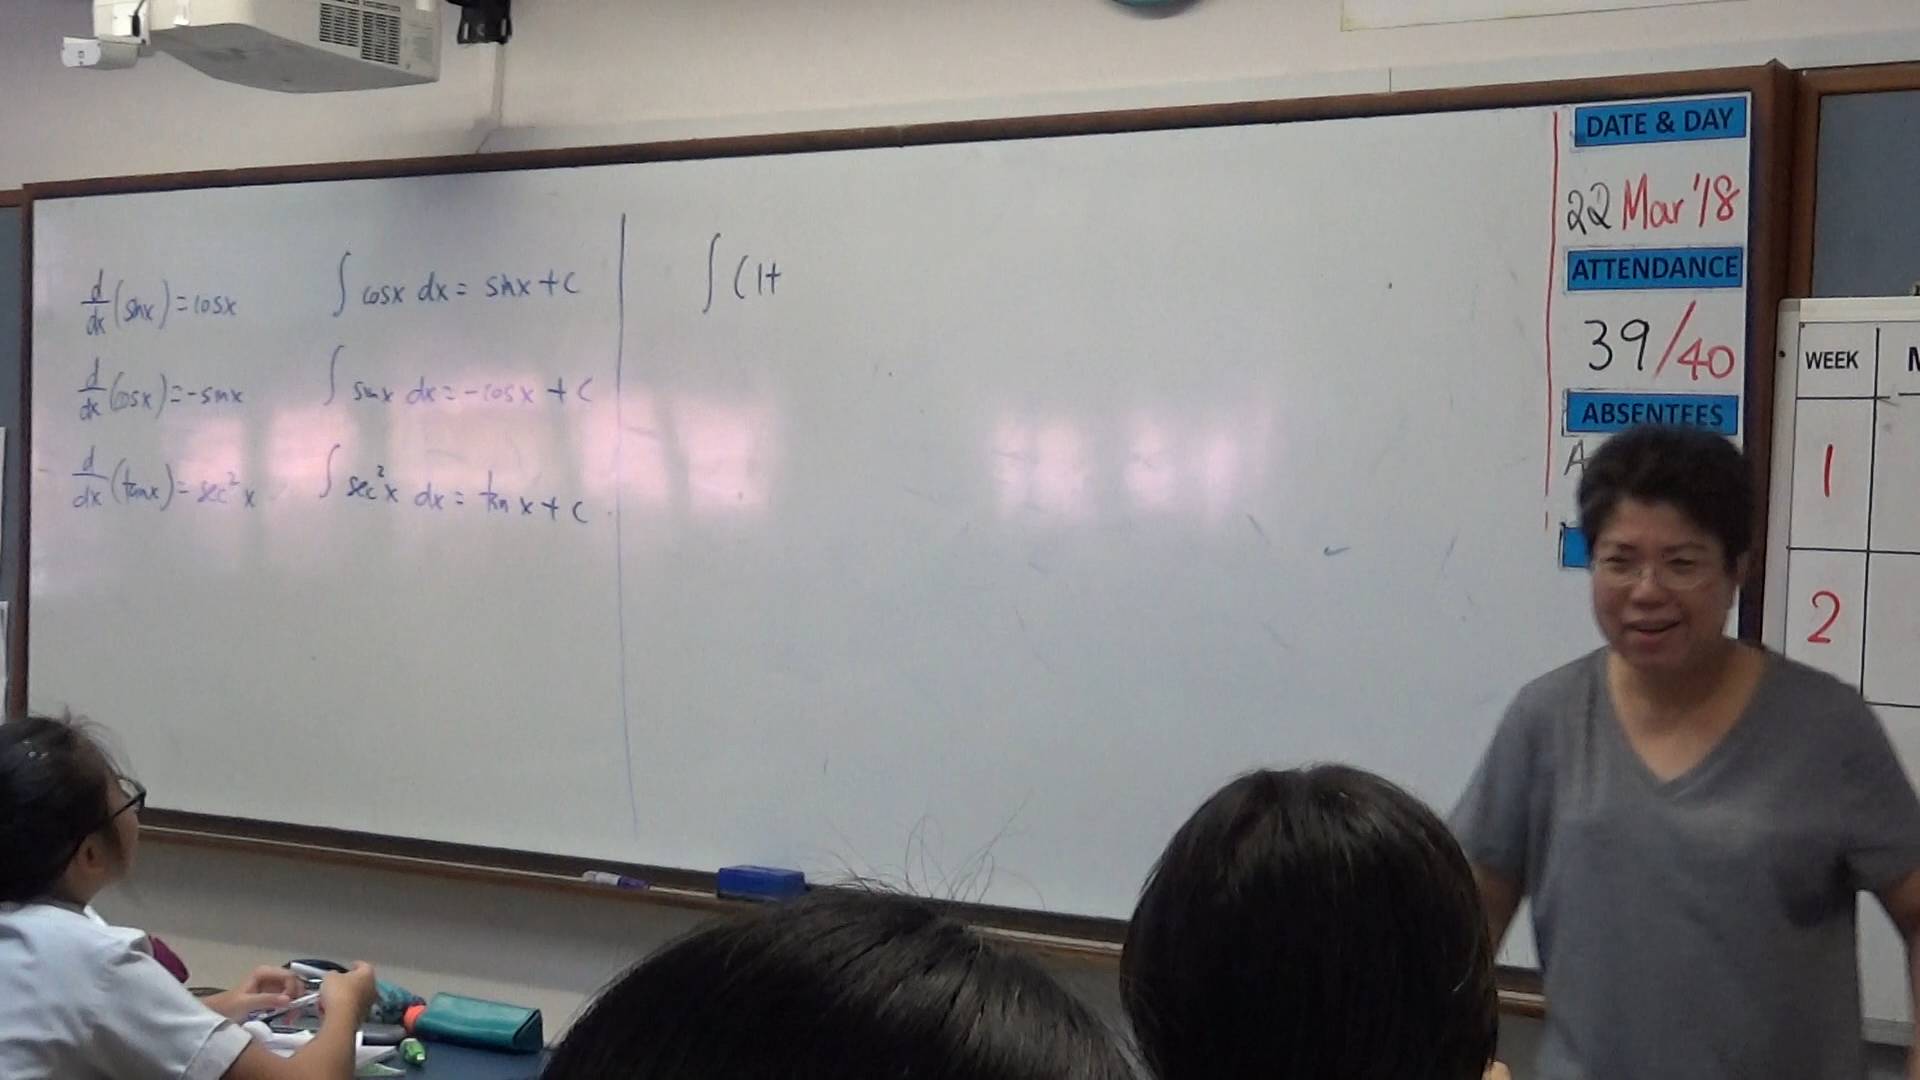 d/dx (sinx) = cosx
∫ cosx dx = sinx + C
∫ (1+
d/dx (cosx) = -sinx
∫ sinx dx = -cosx + C
d/dx (tanx) = sec²x
∫ sec²x dx = tan x + C
DATE & DAY
22 Mar '18
ATTENDANCE
39/40
ABSENTEES
A
WEEK
1
2